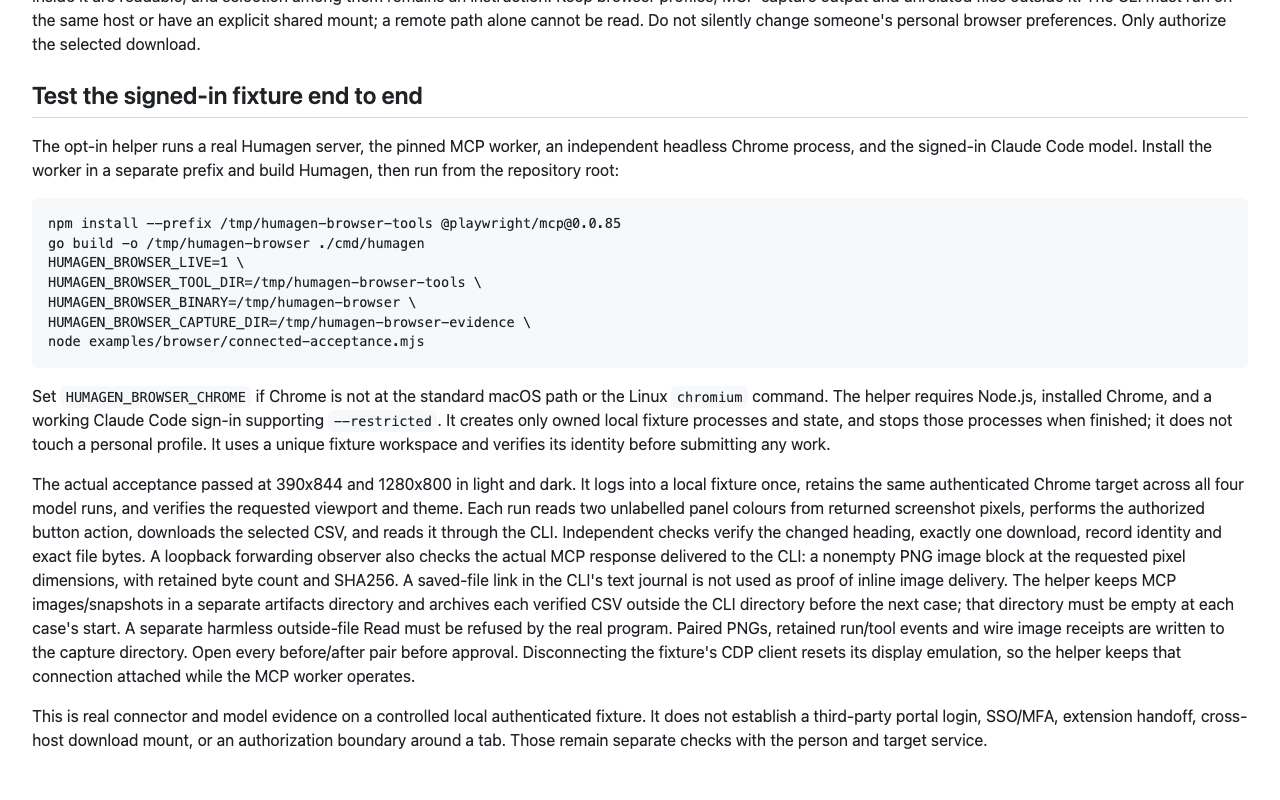 the same host or have an explicit shared mount; a remote path alone cannot be read. Do not silently change someone's personal browser preferences. Only authorize
the selected download.
Test the signed-in fixture end to end
The opt-in helper runs a real Humagen server, the pinned MCP worker, an independent headless Chrome process, and the signed-in Claude Code model. Install the
worker in a separate prefix and build Humagen, then run from the repository root:
npm install --prefix /tmp/humagen-browser-tools @playwright/mcp@0.0.85
go build -o /tmp/humagen-browser ./cmd/humagen
HUMAGEN_BROWSER_LIVE=1 \
HUMAGEN_BROWSER_TOOL_DIR=/tmp/humagen-browser-tools \
HUMAGEN_BROWSER_BINARY=/tmp/humagen-browser \
HUMAGEN_BROWSER_CAPTURE_DIR=/tmp/humagen-browser-evidence \
node examples/browser/connected-acceptance.mjs
Set HUMAGEN_BROWSER_CHROME if Chrome is not at the standard macOS path or the Linux chromium command. The helper requires Node.js, installed Chrome, and a
working Claude Code sign-in supporting --restricted. It creates only owned local fixture processes and state, and stops those processes when finished; it does not
touch a personal profile. It uses a unique fixture workspace and verifies its identity before submitting any work.
The actual acceptance passed at 390x844 and 1280x800 in light and dark. It logs into a local fixture once, retains the same authenticated Chrome target across all four
model runs, and verifies the requested viewport and theme. Each run reads two unlabelled panel colours from returned screenshot pixels, performs the authorized
button action, downloads the selected CSV, and reads it through the CLI. Independent checks verify the changed heading, exactly one download, record identity and
exact file bytes. A loopback forwarding observer also checks the actual MCP response delivered to the CLI: a nonempty PNG image block at the requested pixel
dimensions, with retained byte count and SHA256. A saved-file link in the CLI's text journal is not used as proof of inline image delivery. The helper keeps MCP
images/snapshots in a separate artifacts directory and archives each verified CSV outside the CLI directory before the next case; that directory must be empty at each
case's start. A separate harmless outside-file Read must be refused by the real program. Paired PNGs, retained run/tool events and wire image receipts are written to
the capture directory. Open every before/after pair before approval. Disconnecting the fixture's CDP client resets its display emulation, so the helper keeps that
connection attached while the MCP worker operates.
This is real connector and model evidence on a controlled local authenticated fixture. It does not establish a third-party portal login, SSO/MFA, extension handoff, cross-
host download mount, or an authorization boundary around a tab. Those remain separate checks with the person and target service.